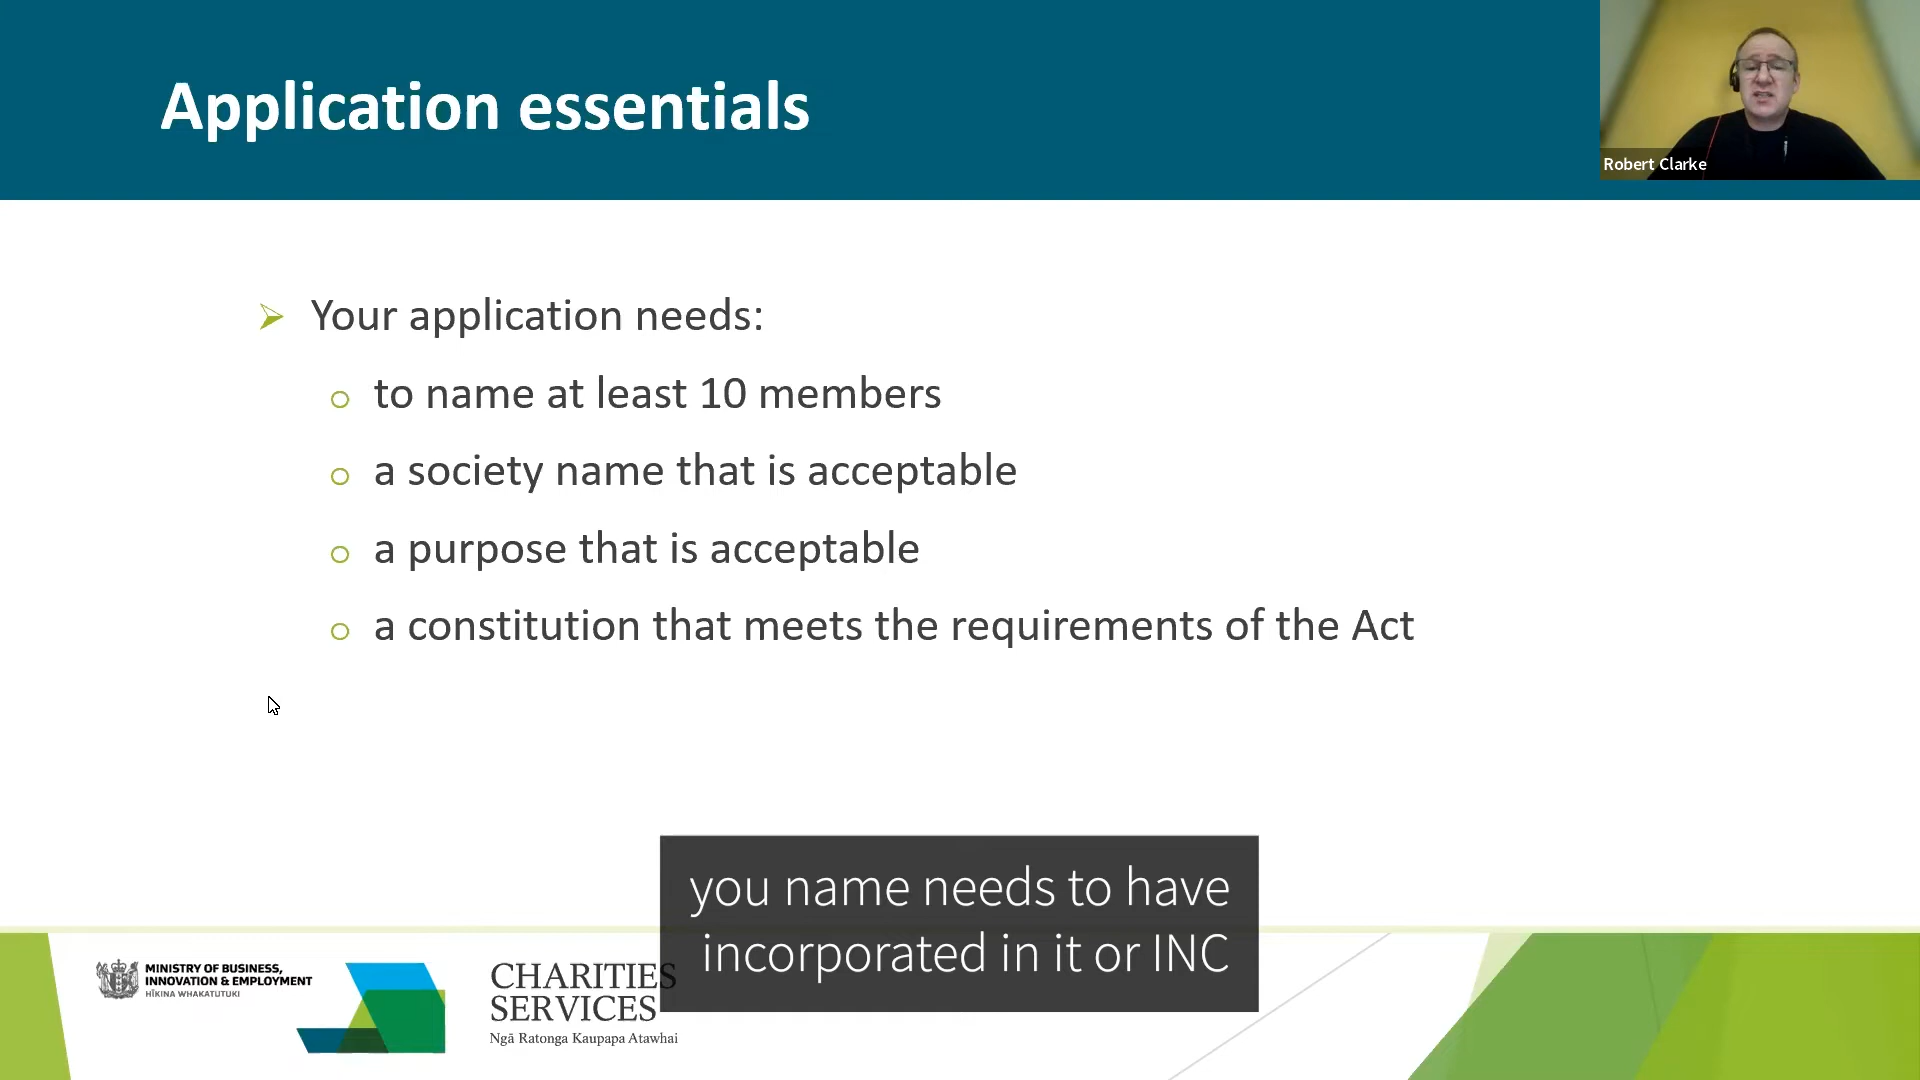 Application essentials
Robert Clarke
Your application needs:
to name at least 10 members
a society name that is acceptable
a purpose that is acceptable
a constitution that meets the requirements of the Act
you name needs to have
incorporated in it or INC
MINISTRY OF BUSINESS,
INNOVATION & EMPLOYMENT
HĪKINA WHAKATUTUKI
CHARITIES
SERVICES
Ngā Ratonga Kaupapa Atawhai